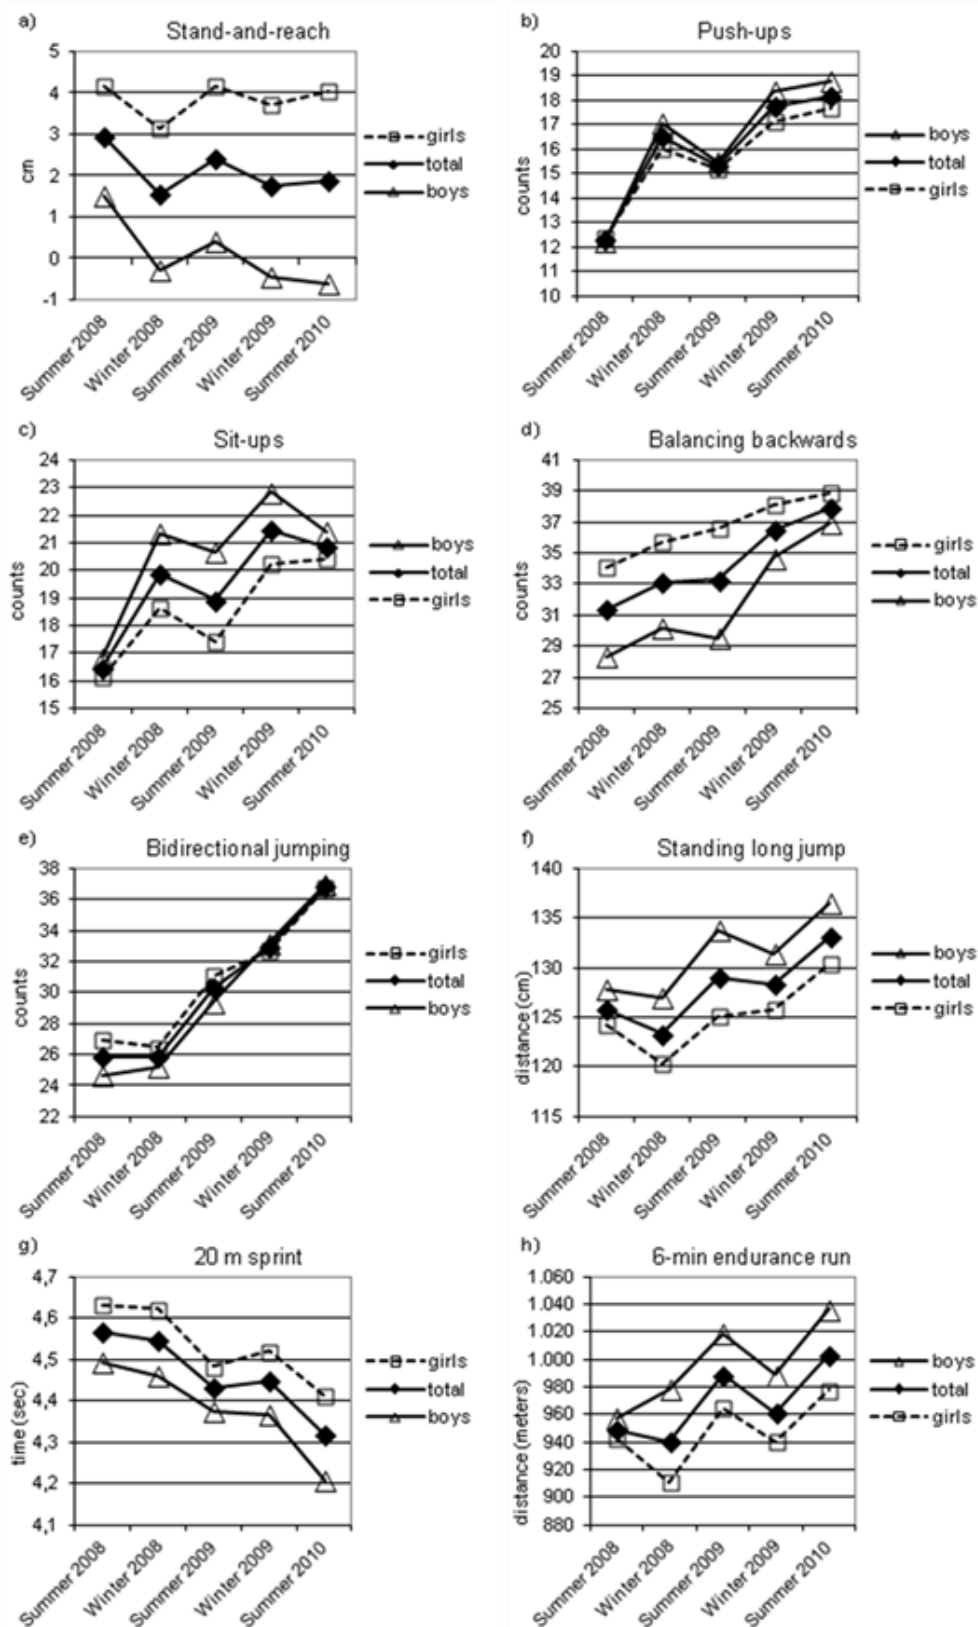 a)
Stand-and-reach
5
4
3
2
1
0
-1
cm
Summer 2008
Winter 2008
Summer 2009
Winter 2009
Summer 2010
girls
total
boys
b)
Push-ups
20
19
18
17
16
15
14
13
12
11
10
counts
Summer 2008
Winter 2008
Summer 2009
Winter 2009
Summer 2010
boys
total
girls
c)
Sit-ups
24
23
22
21
20
19
18
17
16
15
counts
Summer 2008
Winter 2008
Summer 2009
Winter 2009
Summer 2010
boys
total
girls
d)
Balancing backwards
41
39
37
35
33
31
29
27
25
counts
Summer 2008
Winter 2008
Summer 2009
Winter 2009
Summer 2010
girls
total
boys
e)
Bidirectional jumping
38
36
34
32
30
28
26
24
22
counts
Summer 2008
Winter 2008
Summer 2009
Winter 2009
Summer 2010
girls
total
boys
f)
Standing long jump
140
135
130
125
120
115
distance (cm)
Summer 2008
Winter 2008
Summer 2009
Winter 2009
Summer 2010
boys
total
girls
g)
20 m sprint
4,7
4,6
4,5
4,4
4,3
4,2
4,1
time (sec)
Summer 2008
Winter 2008
Summer 2009
Winter 2009
Summer 2010
girls
total
boys
h)
6-min endurance run
1.060
1.040
1.020
1.000
980
960
940
920
900
880
distance (meters)
Summer 2008
Winter 2008
Summer 2009
Winter 2009
Summer 2010
boys
total
girls